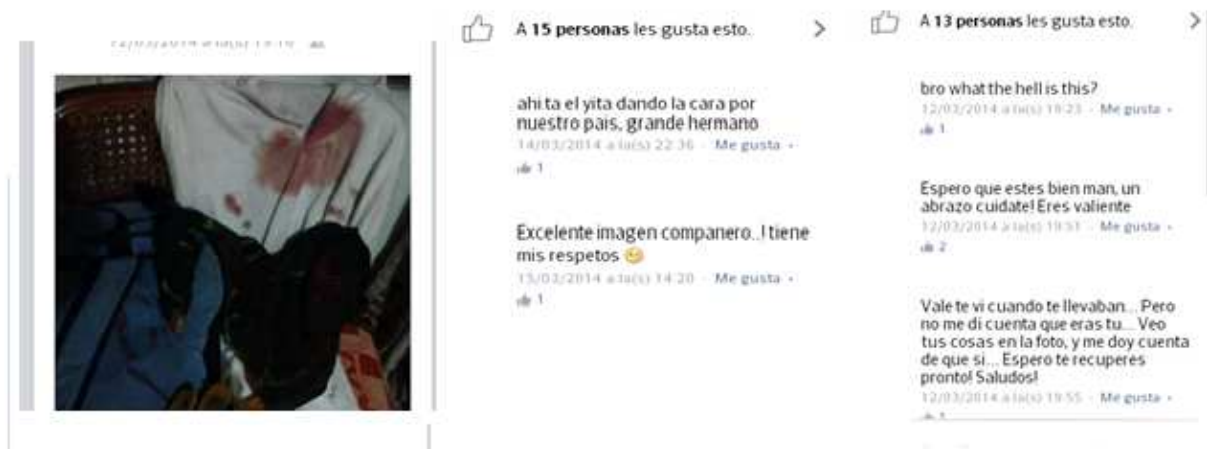 12/03/2014 a la(s) 19:16
A 15 personas les gusta esto.
ahi ta el yita dando la cara por
nuestro pais, grande hermano
14/03/2014 a la(s) 22:36 · Me gusta ·
1
Excelente imagen companero..! tiene
mis respetos
15/03/2014 a la(s) 14:20 · Me gusta ·
1
A 13 personas les gusta esto.
bro what the hell is this?
12/03/2014 a la(s) 19:23 · Me gusta ·
1
Espero que estes bien man, un
abrazo cuidate! Eres valiente
12/03/2014 a la(s) 19:51 · Me gusta ·
2
Vale te vi cuando te llevaban... Pero
no me di cuenta que eras tu... Veo
tus cosas en la foto, y me doy cuenta
de que si... Espero te recuperes
pronto! Saludos!
12/03/2014 a la(s) 19:55 · Me gusta ·